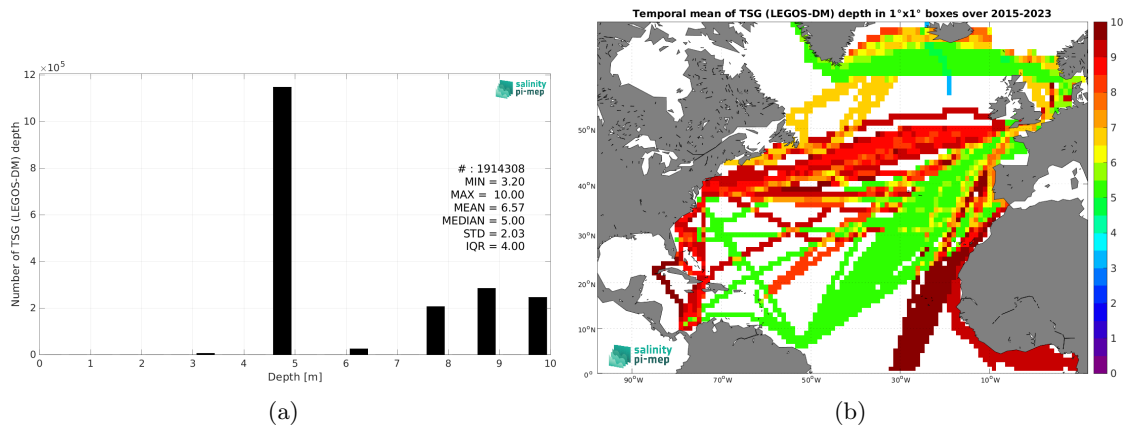 ×10⁵
12
10
8
6
4
2
0
Number of TSG (LEGOS-DM) depth
salinity
pi-mep
# : 1914308
MIN = 3.20
MAX = 10.00
MEAN = 6.57
MEDIAN = 5.00
STD = 2.03
IQR = 4.00
0 1 2 3 4 5 6 7 8 9 10
Depth [m]
(a)
Temporal mean of TSG (LEGOS-DM) depth in 1°x1° boxes over 2015-2023
50°N
40°N
30°N
20°N
10°N
0°
90°W 70°W 50°W 30°W 10°W
salinity
pi-mep
10
9
8
7
6
5
4
3
2
1
0
(b)